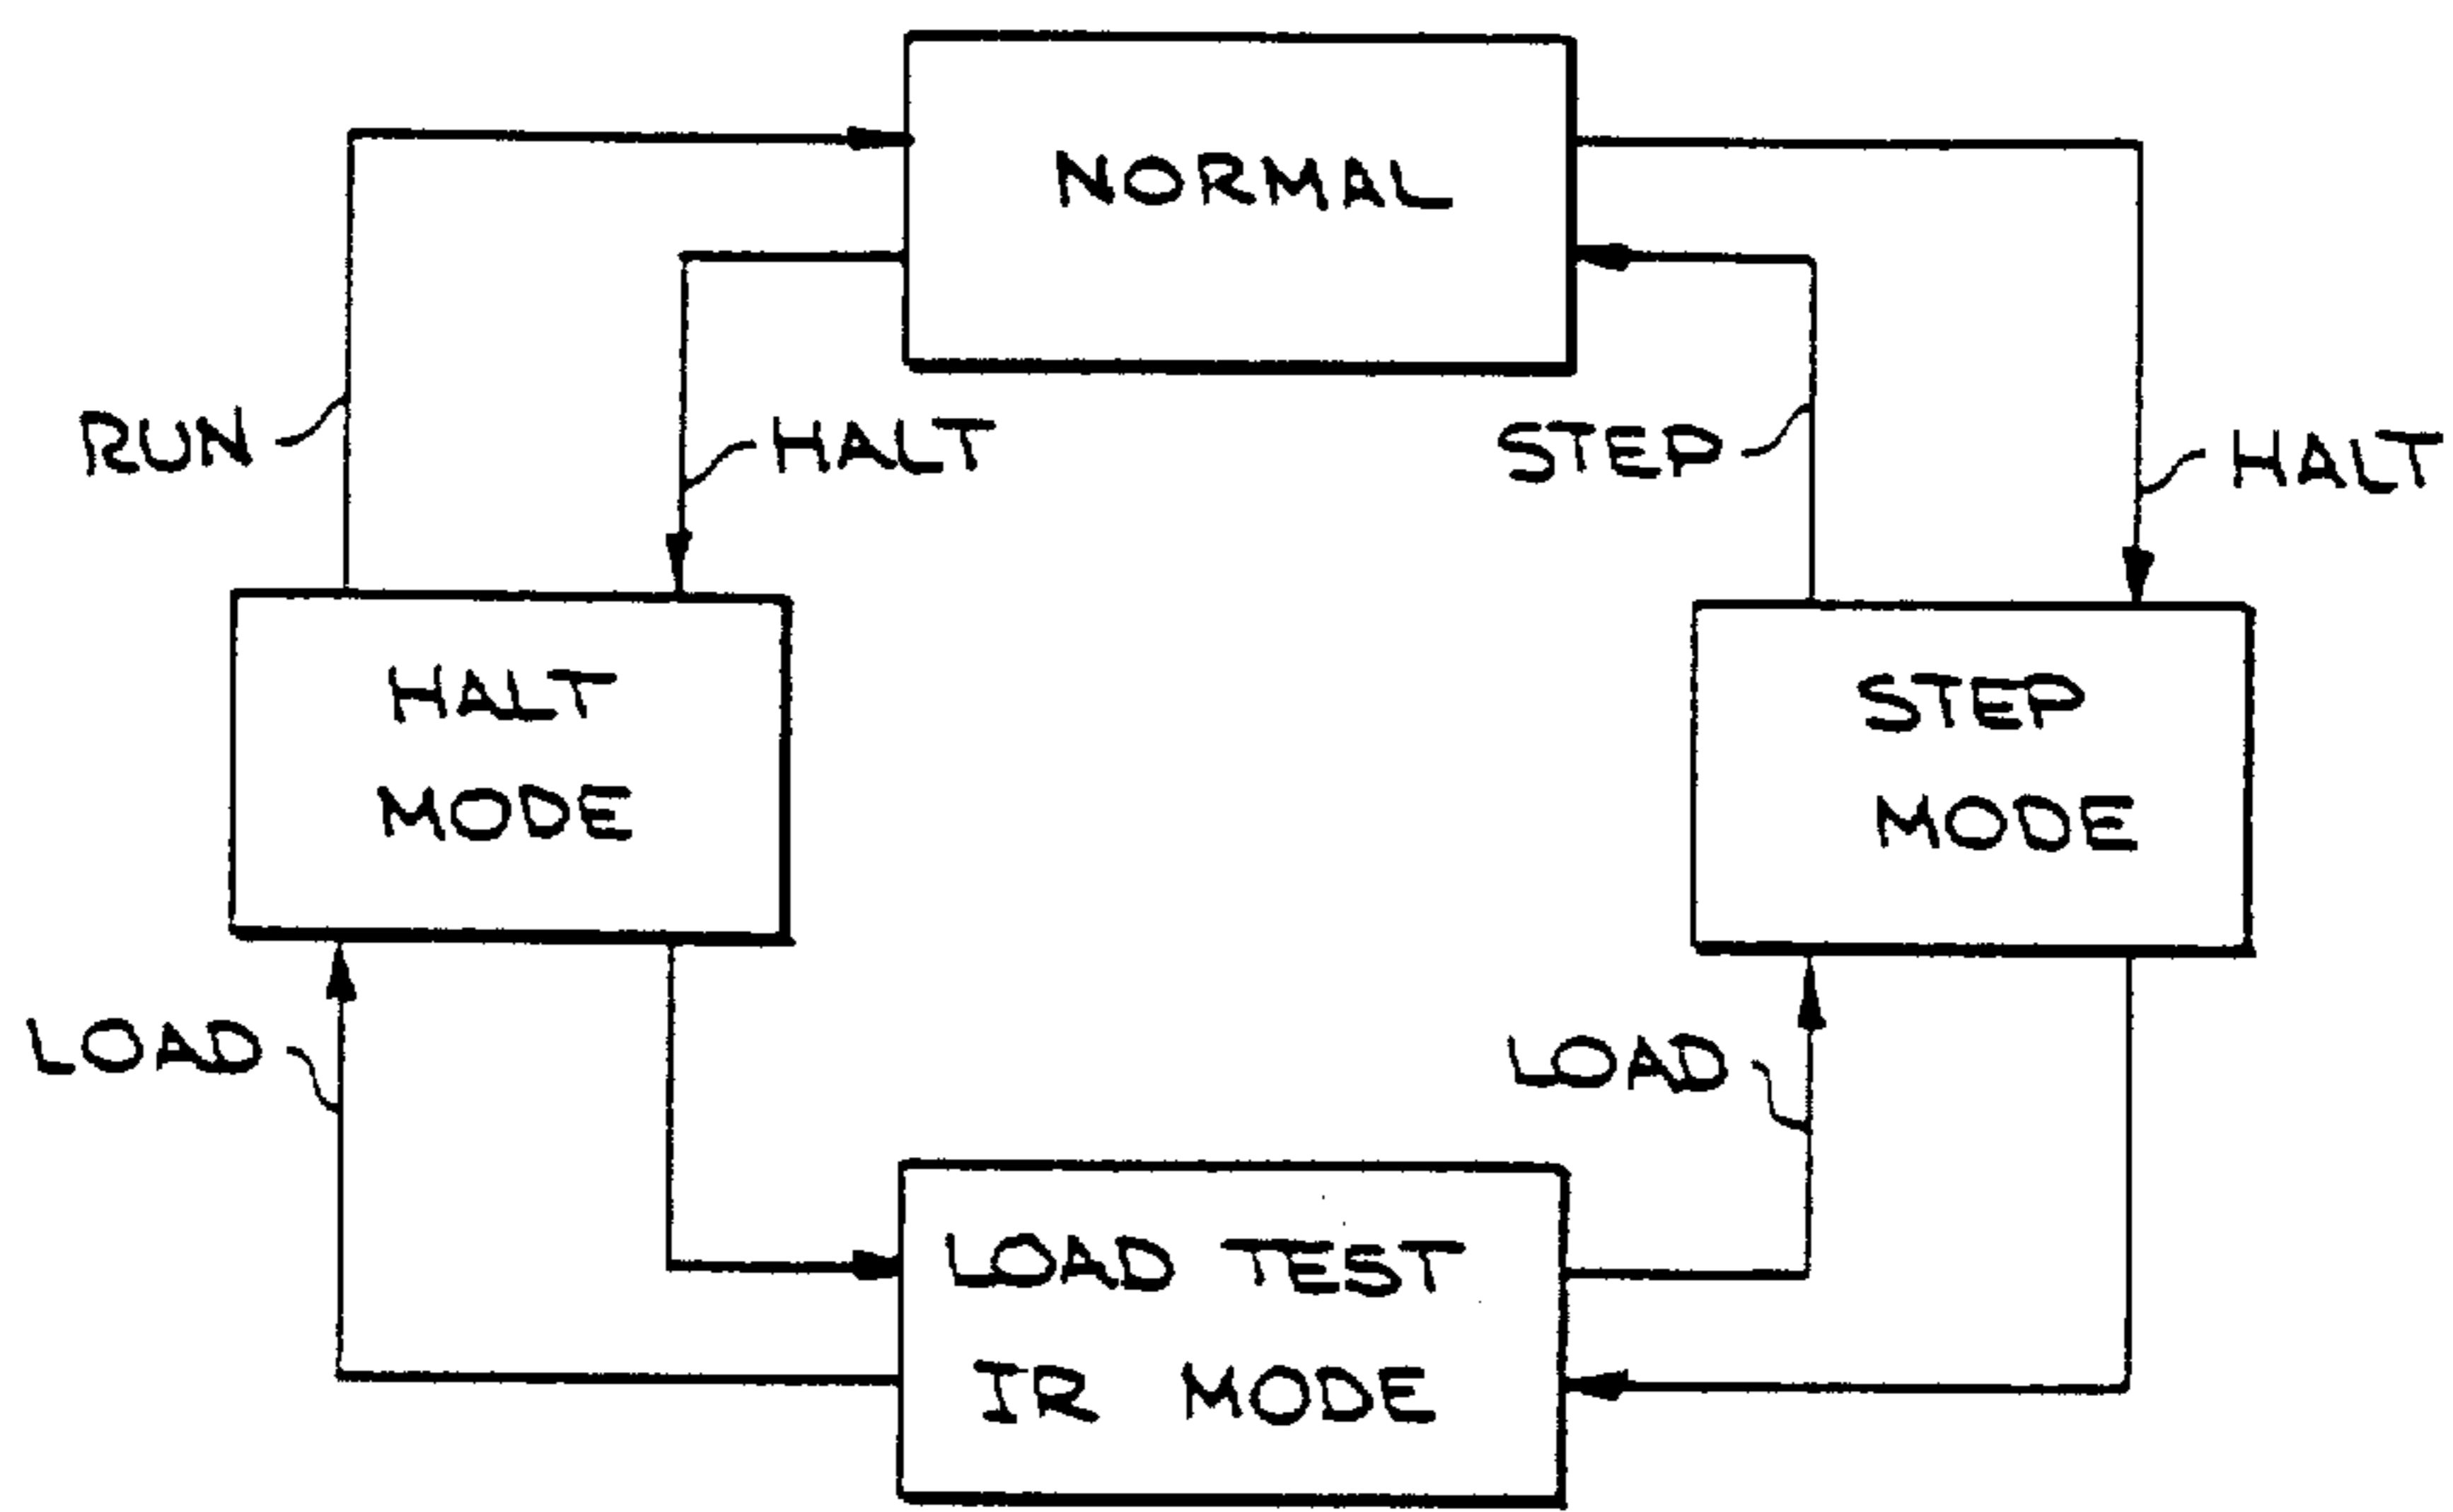 NORMAL
RUN
HALT
STEP
HALT
HALT
MODE
STEP
MODE
LOAD
LOAD
LOAD TEST
IR MODE